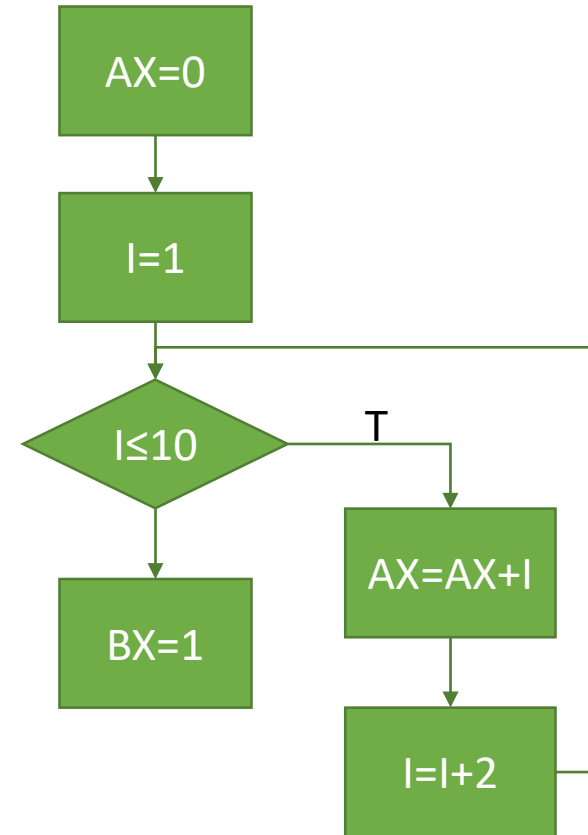 AX=0
I=1
I≤10
T
AX=AX+I
BX=1
I=I+2